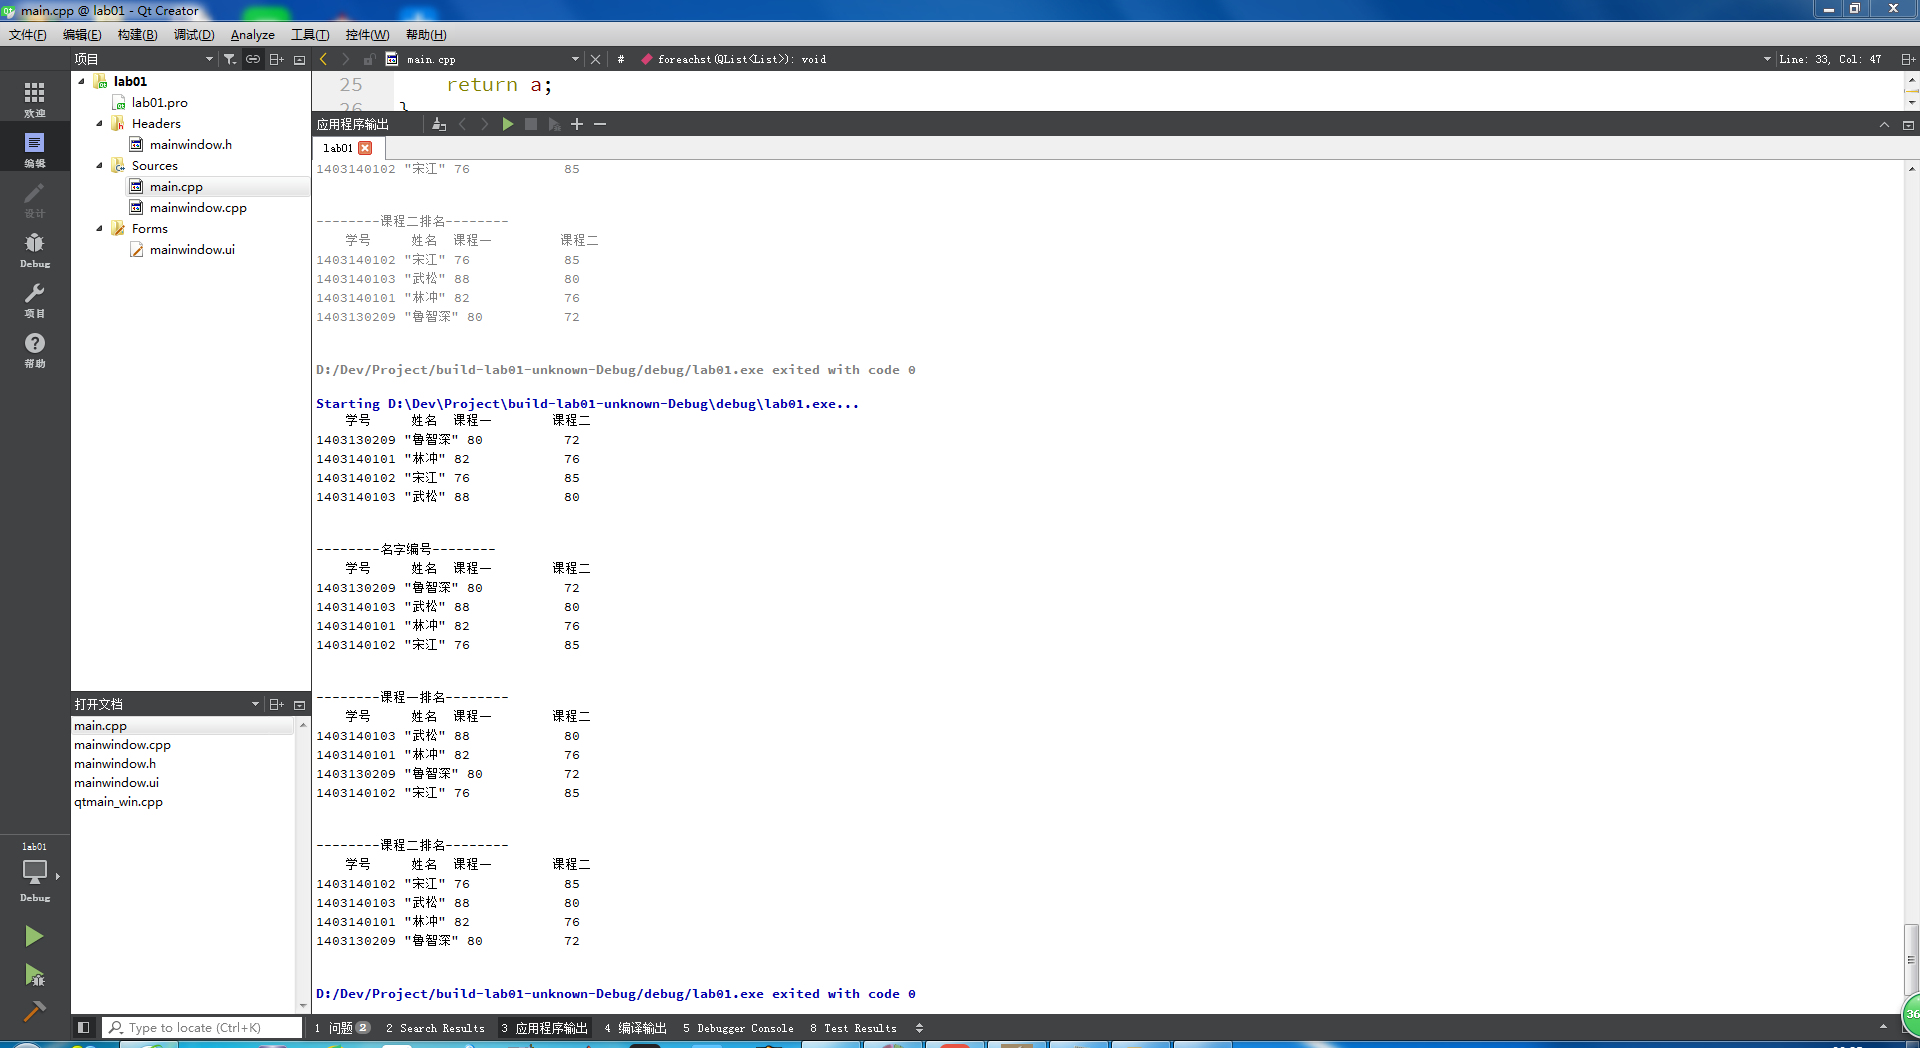 main.cpp @ lab01 - Qt Creator
文件(F) 编辑(E) 构建(B) 调试(D) Analyze 工具(T) 控件(W) 帮助(H)
项目 main.cpp # foreachst(QList<List>): void Line: 33, Col: 47
欢迎
编辑
设计
Debug
项目
帮助
lab01
lab01.pro
Headers
mainwindow.h
Sources
main.cpp
mainwindow.cpp
Forms
mainwindow.ui
25 return a;
26 }
应用程序输出
lab01
1403140102 "宋江" 76 85
--------课程二排名--------
学号 姓名 课程一 课程二
1403140102 "宋江" 76 85
1403140103 "武松" 88 80
1403140101 "林冲" 82 76
1403130209 "鲁智深" 80 72
D:/Dev/Project/build-lab01-unknown-Debug/debug/lab01.exe exited with code 0
Starting D:\Dev\Project\build-lab01-unknown-Debug\debug\lab01.exe...
学号 姓名 课程一 课程二
1403130209 "鲁智深" 80 72
1403140101 "林冲" 82 76
1403140102 "宋江" 76 85
1403140103 "武松" 88 80
--------名字编号--------
学号 姓名 课程一 课程二
1403130209 "鲁智深" 80 72
1403140103 "武松" 88 80
1403140101 "林冲" 82 76
1403140102 "宋江" 76 85
--------课程一排名--------
学号 姓名 课程一 课程二
1403140103 "武松" 88 80
1403140101 "林冲" 82 76
1403130209 "鲁智深" 80 72
1403140102 "宋江" 76 85
--------课程二排名--------
学号 姓名 课程一 课程二
1403140102 "宋江" 76 85
1403140103 "武松" 88 80
1403140101 "林冲" 82 76
1403130209 "鲁智深" 80 72
D:/Dev/Project/build-lab01-unknown-Debug/debug/lab01.exe exited with code 0
打开文档
main.cpp
mainwindow.cpp
mainwindow.h
mainwindow.ui
qtmain_win.cpp
lab01
Debug
Type to locate (Ctrl+K) 1 问题 2 2 Search Results 3 应用程序输出 4 编译输出 5 Debugger Console 8 Test Results
36